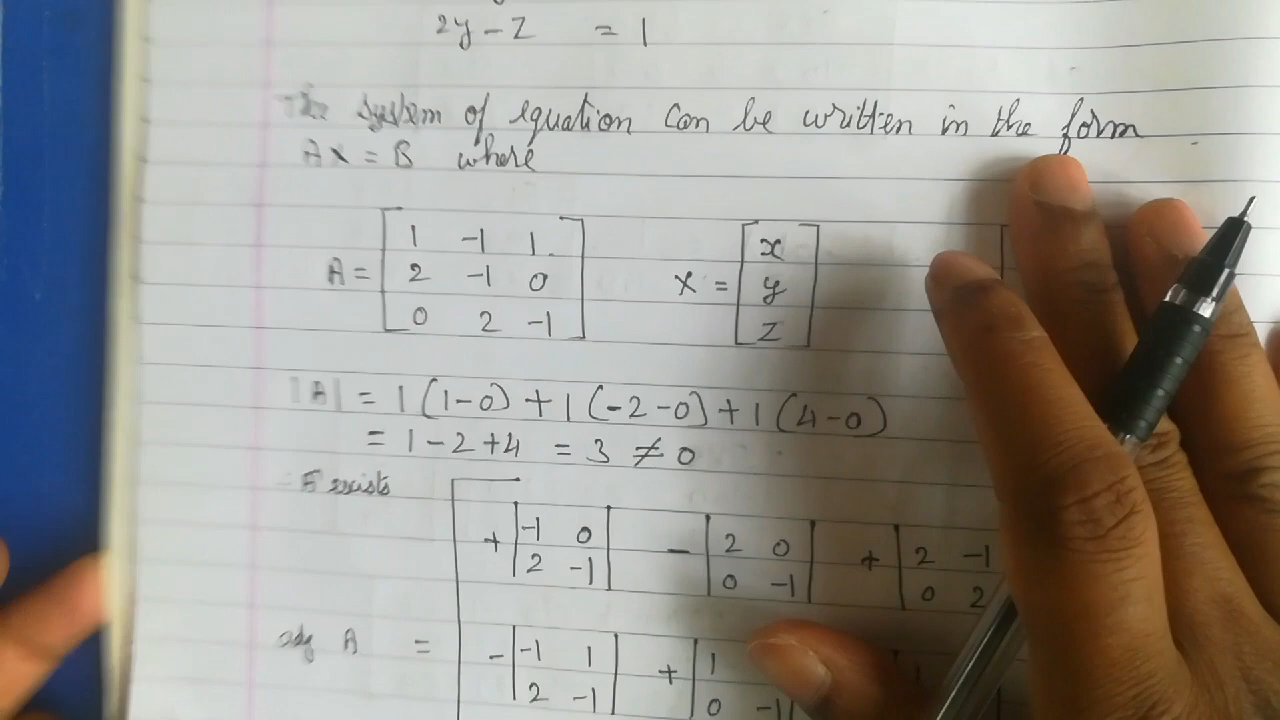 2y - z = 1
The system of equation can be written in the form
AX = B where
A = [ 1 -1 1 ] X = [ x ]
[ 2 -1 0 ] [ y ]
[ 0 2 -1 ] [ z ]
|A| = 1 (1-0) + 1 (-2-0) + 1 (4-0)
= 1 - 2 + 4 = 3 ≠ 0
exists
+ | -1 0 | - | 2 0 | + | 2 -1
| 2 -1 | | 0 -1 | | 0 2
adj A = - | -1 1 | + | 1
| 2 -1 | | 0 -1 |